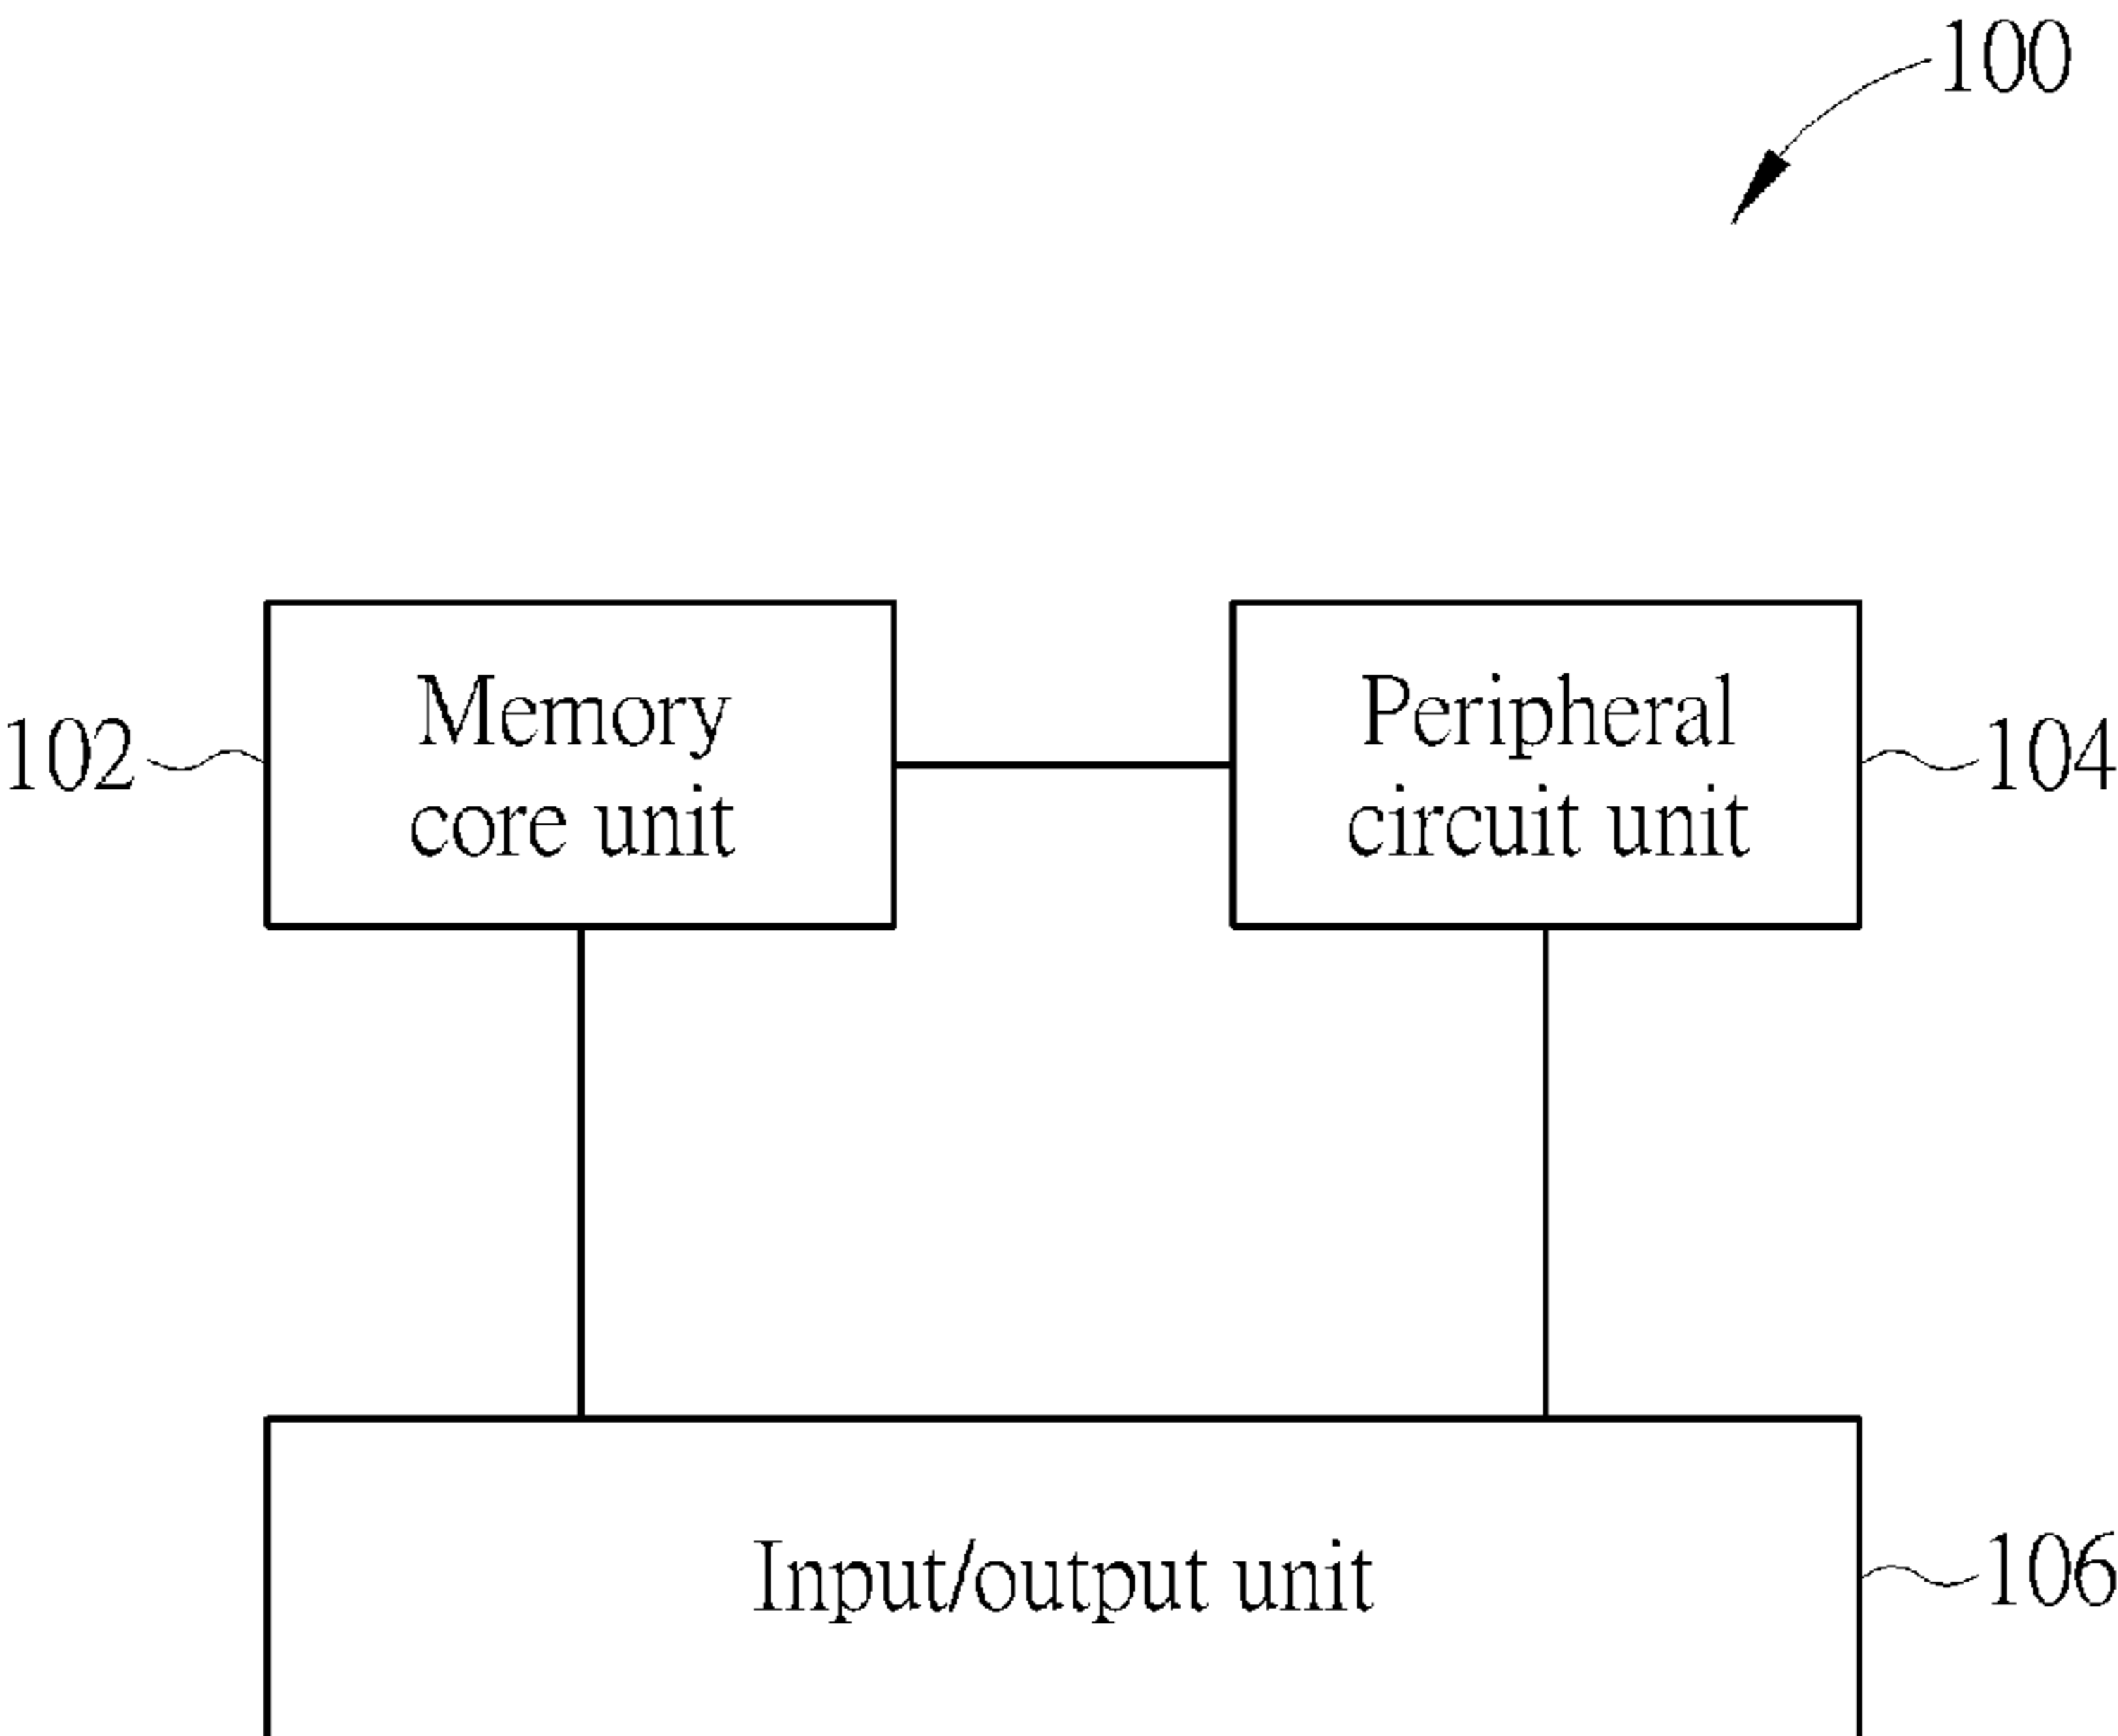 100
Memory
core unit
Peripheral
circuit unit
102
104
Input/output unit
106